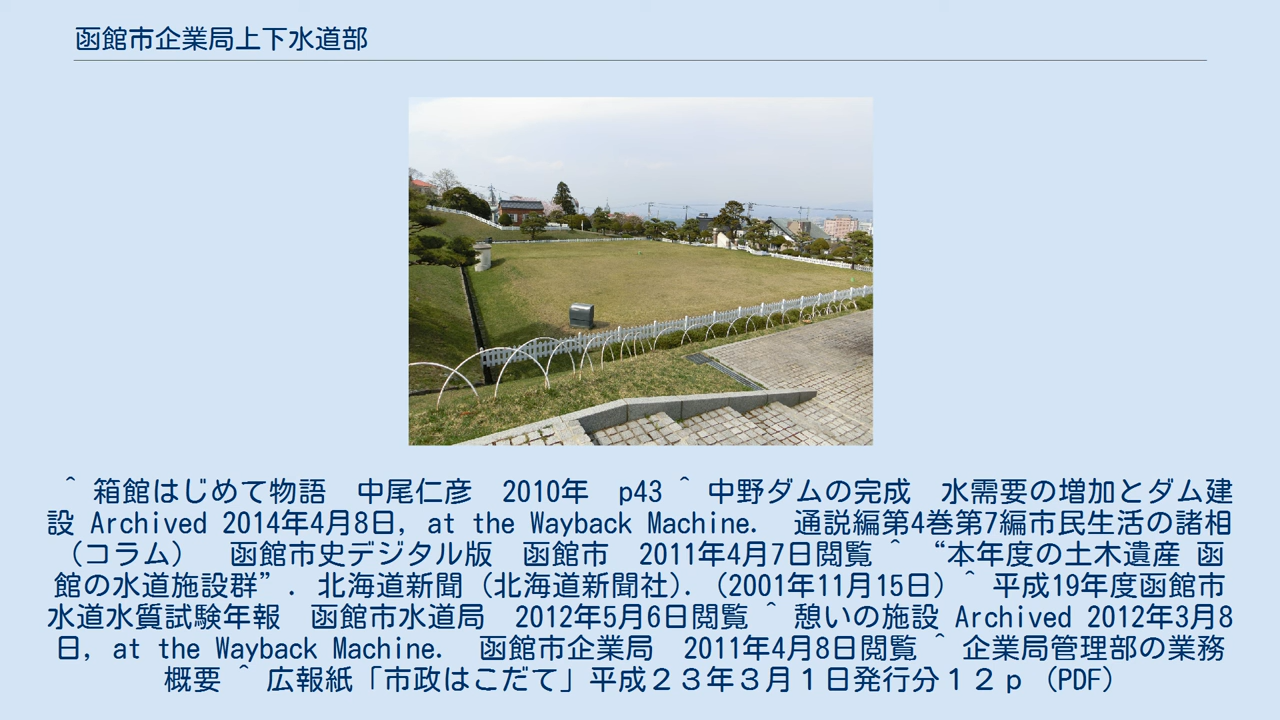 函館市企業局上下水道部
^ 箱館はじめて物語　中尾仁彦　2010年　p43 ^ 中野ダムの完成　水需要の増加とダム建
設 Archived 2014年4月8日, at the Wayback Machine.　通説編第4巻第7編市民生活の諸相
（コラム）　函館市史デジタル版　函館市　2011年4月7日閲覧 ^ “本年度の土木遺産 函
館の水道施設群”. 北海道新聞 (北海道新聞社). (2001年11月15日) ^ 平成19年度函館市
水道水質試験年報　函館市水道局　2012年5月6日閲覧 ^ 憩いの施設 Archived 2012年3月8
日, at the Wayback Machine.　函館市企業局　2011年4月8日閲覧 ^ 企業局管理部の業務
概要 ^ 広報紙「市政はこだて」平成２３年３月１日発行分１２ｐ (PDF)